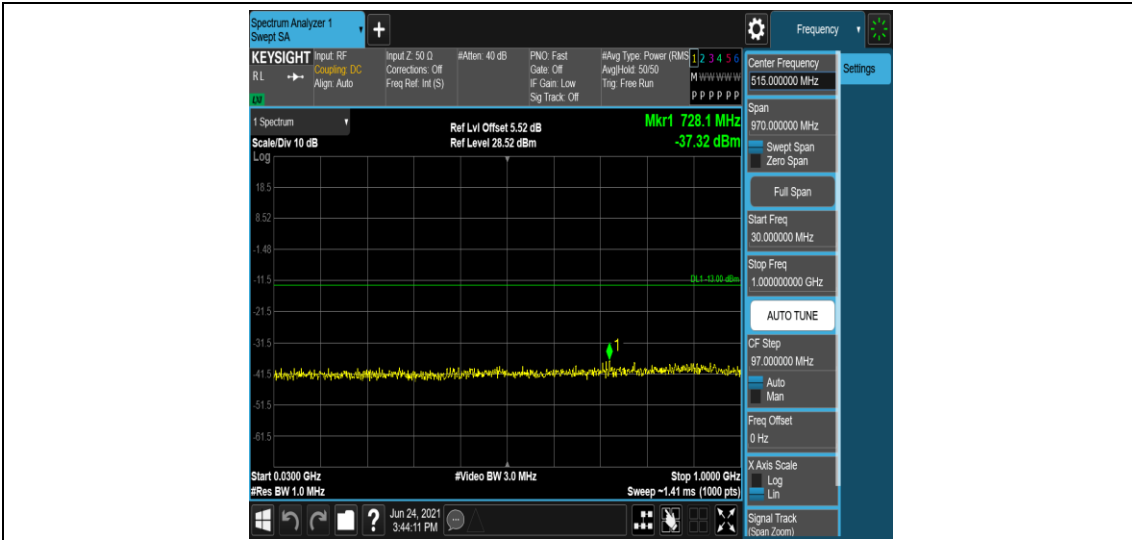 Spectrum Analyzer 1
Swept SA
Frequency
KEYSIGHT
RL
Input: RF
Coupling: DC
Align: Auto
Input Z: 50 Ω
Corrections: Off
Freq Ref: Int (S)
#Atten: 40 dB
PNO: Fast
Gate: Off
IF Gain: Low
Sig Track: Off
#Avg Type: Power (RMS
Avg|Hold: 50/50
Trig: Free Run
1 2 3 4 5 6
M W W W W W
P P P P P P
Center Frequency
515.000000 MHz
Settings
Span
970.000000 MHz
Swept Span
Zero Span
Full Span
Start Freq
30.000000 MHz
Stop Freq
1.000000000 GHz
AUTO TUNE
CF Step
97.000000 MHz
Auto
Man
Freq Offset
0 Hz
X Axis Scale
Log
Lin
Signal Track
(Span Zoom)
1 Spectrum
Scale/Div 10 dB
Ref Lvl Offset 5.52 dB
Ref Level 28.52 dBm
Mkr1 728.1 MHz
-37.32 dBm
Log
18.5
8.52
-1.48
-11.5
DL1 -13.00 dBm
-21.5
-31.5
1
-41.5
-51.5
-61.5
Start 0.0300 GHz
#Video BW 3.0 MHz
Stop 1.0000 GHz
#Res BW 1.0 MHz
Sweep ~1.41 ms (1000 pts)
?
Jun 24, 2021
3:44:11 PM